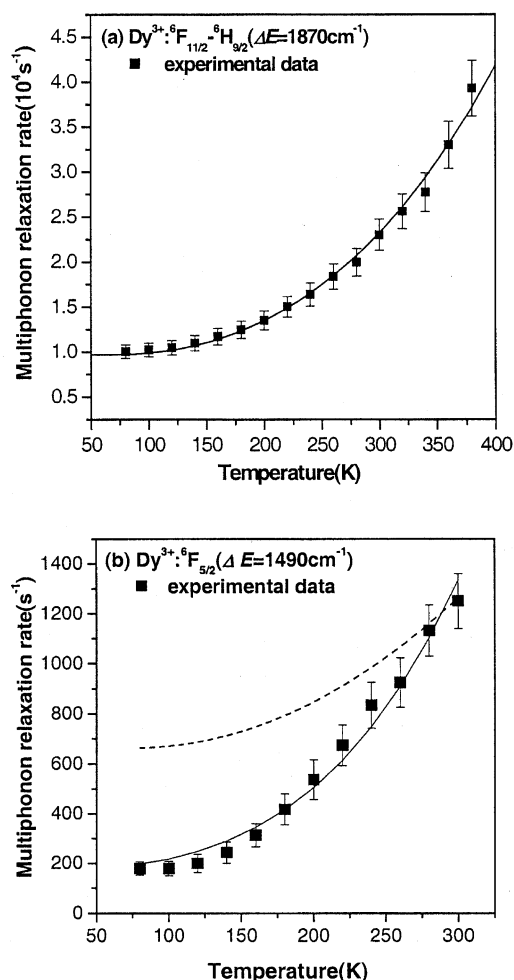 (a) Dy³⁺:⁶F₁₁/₂-⁶H₉/₂(ΔE=1870cm⁻¹)
■ experimental data
Multiphonon relaxation rate(10⁴s⁻¹)
4.5
4.0
3.5
3.0
2.5
2.0
1.5
1.0
0.5
50 100 150 200 250 300 350 400
Temperature(K)
(b) Dy³⁺:⁶F₅/₂(ΔE=1490cm⁻¹)
■ experimental data
Multiphonon relaxation rate(s⁻¹)
1400
1200
1000
800
600
400
200
0
50 100 150 200 250 300
Temperature(K)